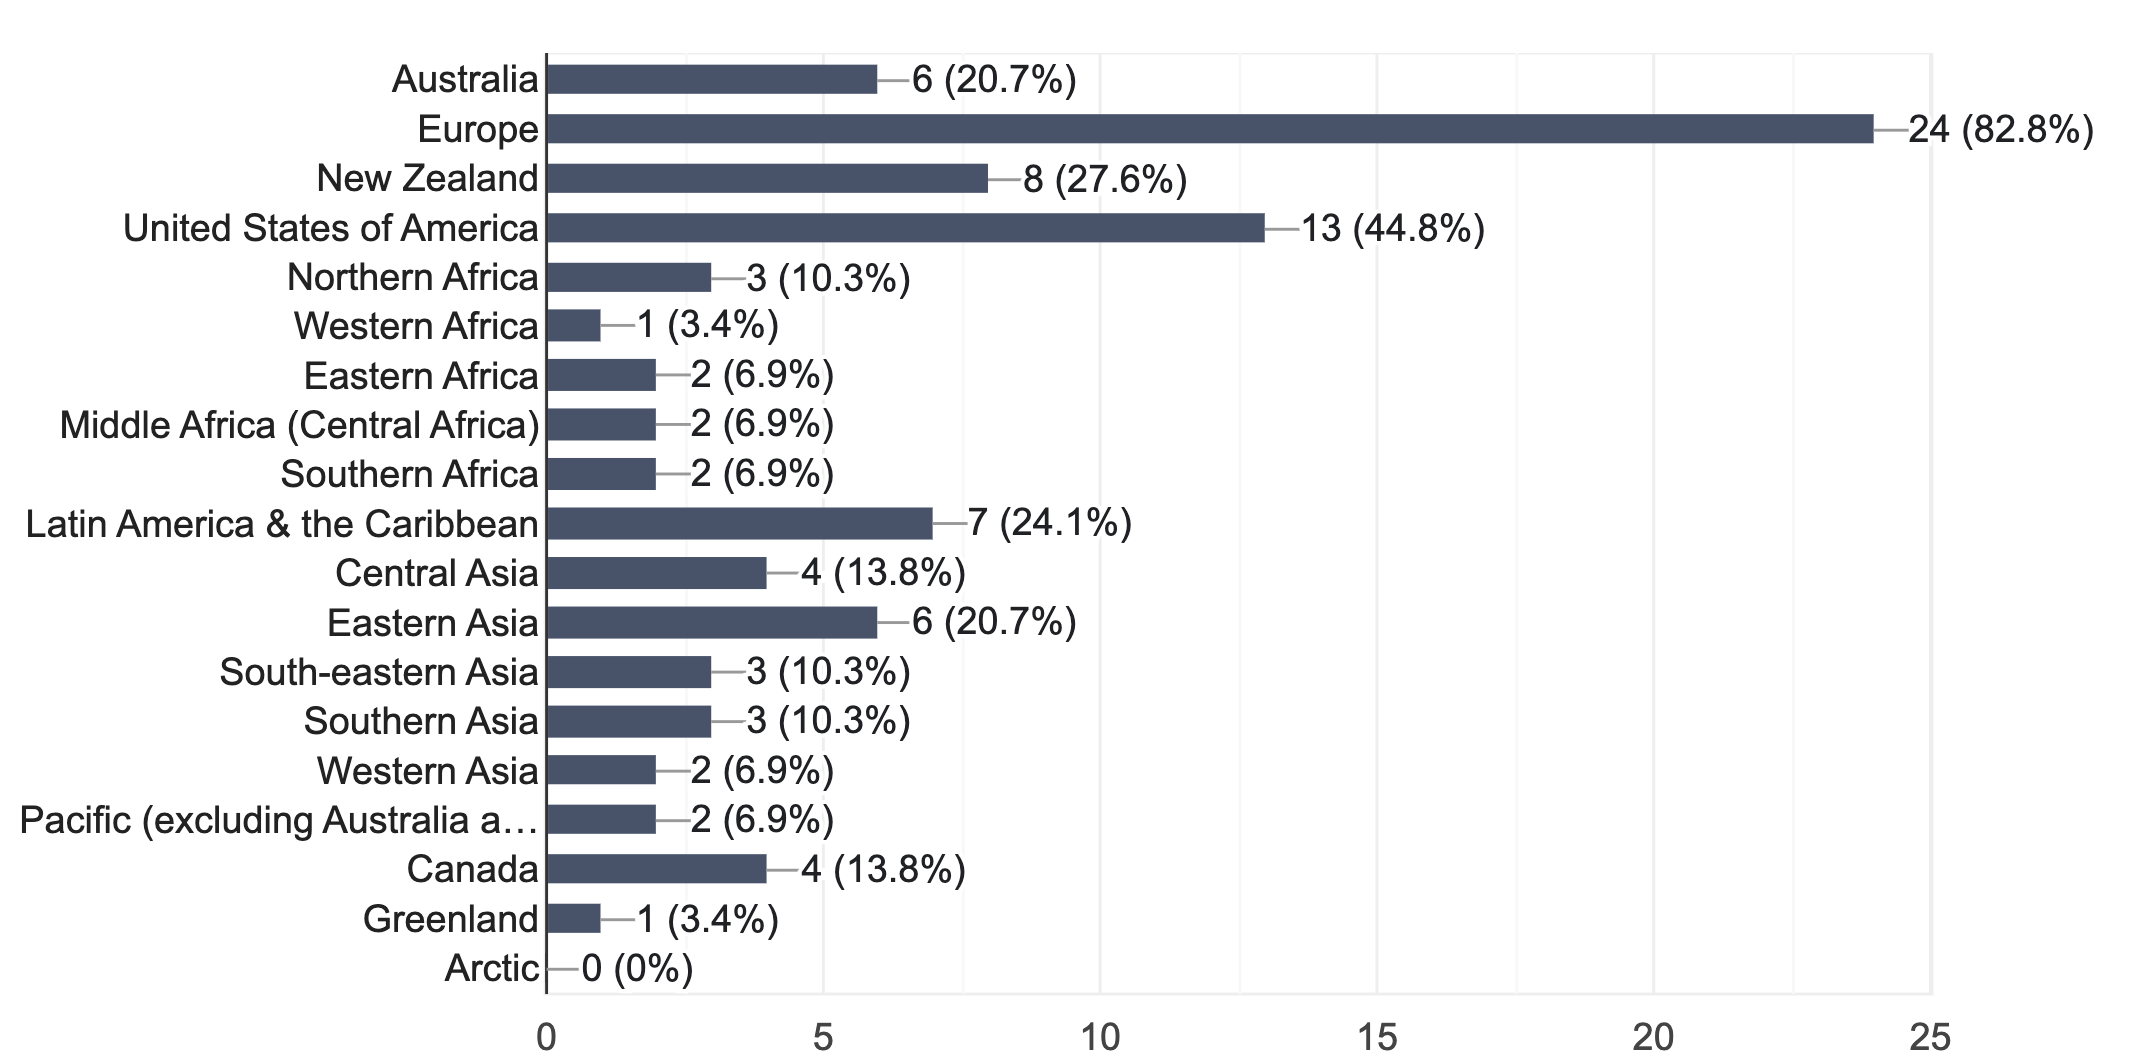 Australia 6 (20.7%)
Europe 24 (82.8%)
New Zealand 8 (27.6%)
United States of America 13 (44.8%)
Northern Africa 3 (10.3%)
Western Africa 1 (3.4%)
Eastern Africa 2 (6.9%)
Middle Africa (Central Africa) 2 (6.9%)
Southern Africa 2 (6.9%)
Latin America & the Caribbean 7 (24.1%)
Central Asia 4 (13.8%)
Eastern Asia 6 (20.7%)
South-eastern Asia 3 (10.3%)
Southern Asia 3 (10.3%)
Western Asia 2 (6.9%)
Pacific (excluding Australia a… 2 (6.9%)
Canada 4 (13.8%)
Greenland 1 (3.4%)
Arctic 0 (0%)
0 5 10 15 20 25